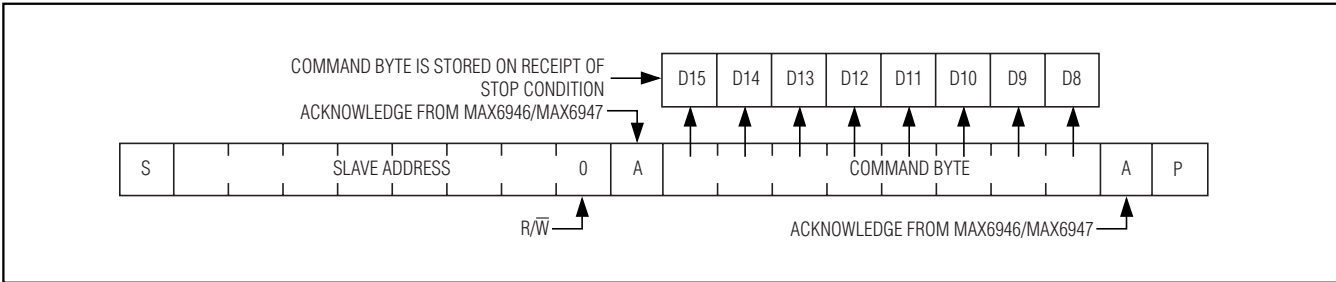 COMMAND BYTE IS STORED ON RECEIPT OF
STOP CONDITION
D15 D14 D13 D12 D11 D10 D9 D8
ACKNOWLEDGE FROM MAX6946/MAX6947
S SLAVE ADDRESS 0 A COMMAND BYTE A P
R/W̅ ACKNOWLEDGE FROM MAX6946/MAX6947